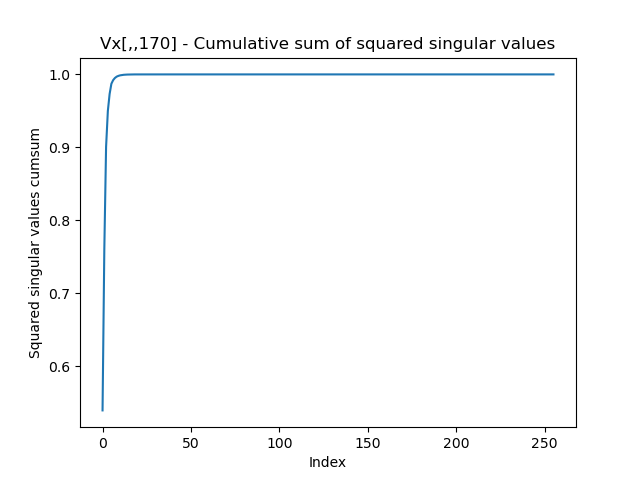 Vx[,,170] - Cumulative sum of squared singular values
1.0
0.9
0.8
0.7
0.6
Squared singular values cumsum
0 50 100 150 200 250
Index